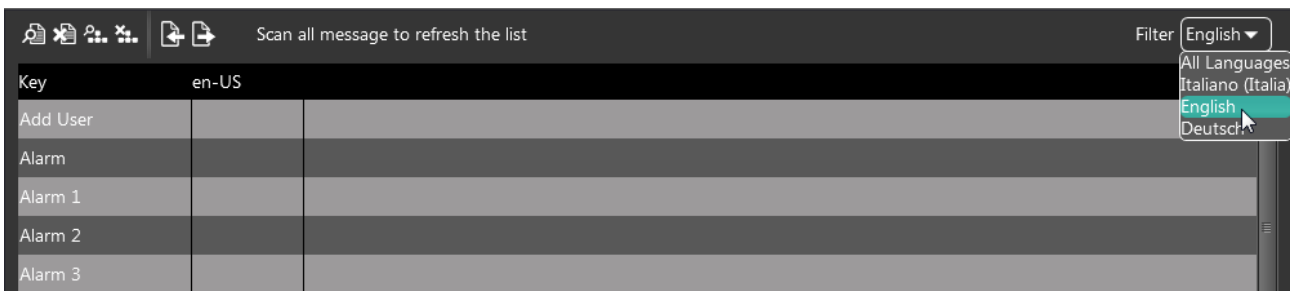 Scan all message to refresh the list
Filter English
All Languages
Italiano (Italia)
English
Deutsch
Key en-US
Add User
Alarm
Alarm 1
Alarm 2
Alarm 3